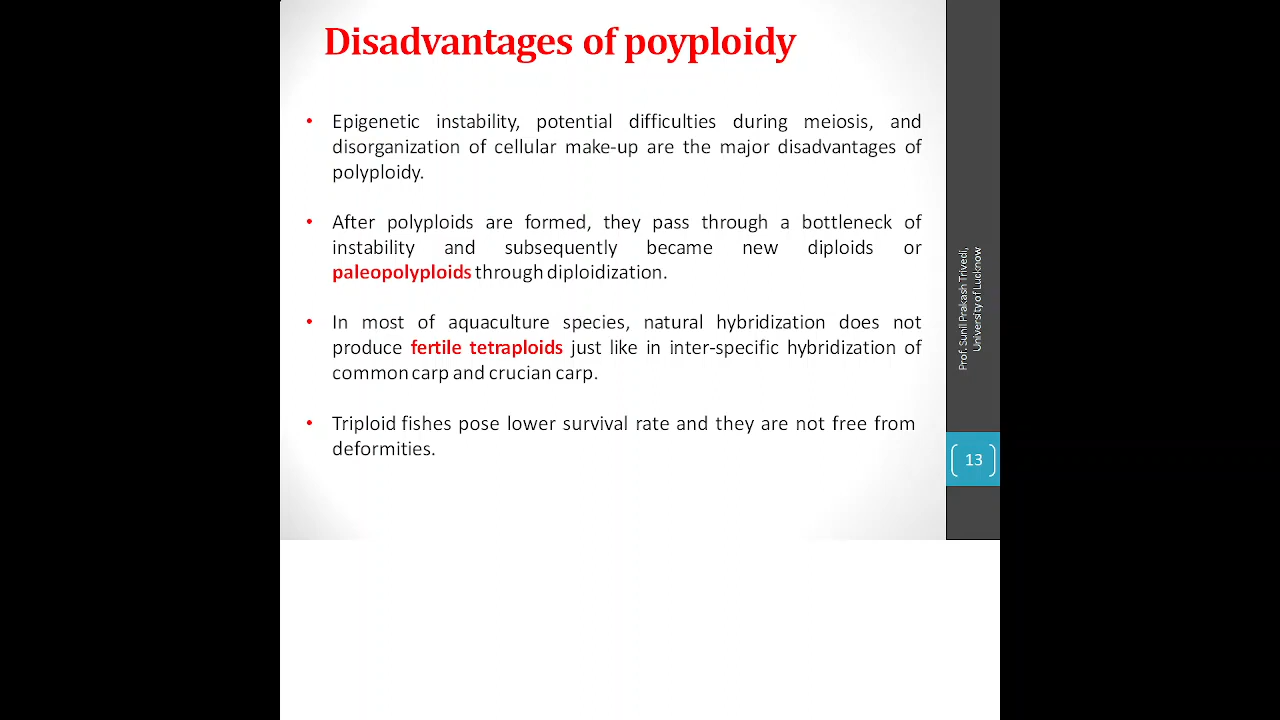 Disadvantages of poyploidy
• Epigenetic instability, potential difficulties during meiosis, and
disorganization of cellular make-up are the major disadvantages of
polyploidy.
• After polyploids are formed, they pass through a bottleneck of
instability and subsequently became new diploids or
paleopolyploids through diploidization.
• In most of aquaculture species, natural hybridization does not
produce fertile tetraploids just like in inter-specific hybridization of
common carp and crucian carp.
• Triploid fishes pose lower survival rate and they are not free from
deformities.
Prof. Sunil Prakash Trivedi,
University of Lucknow
13